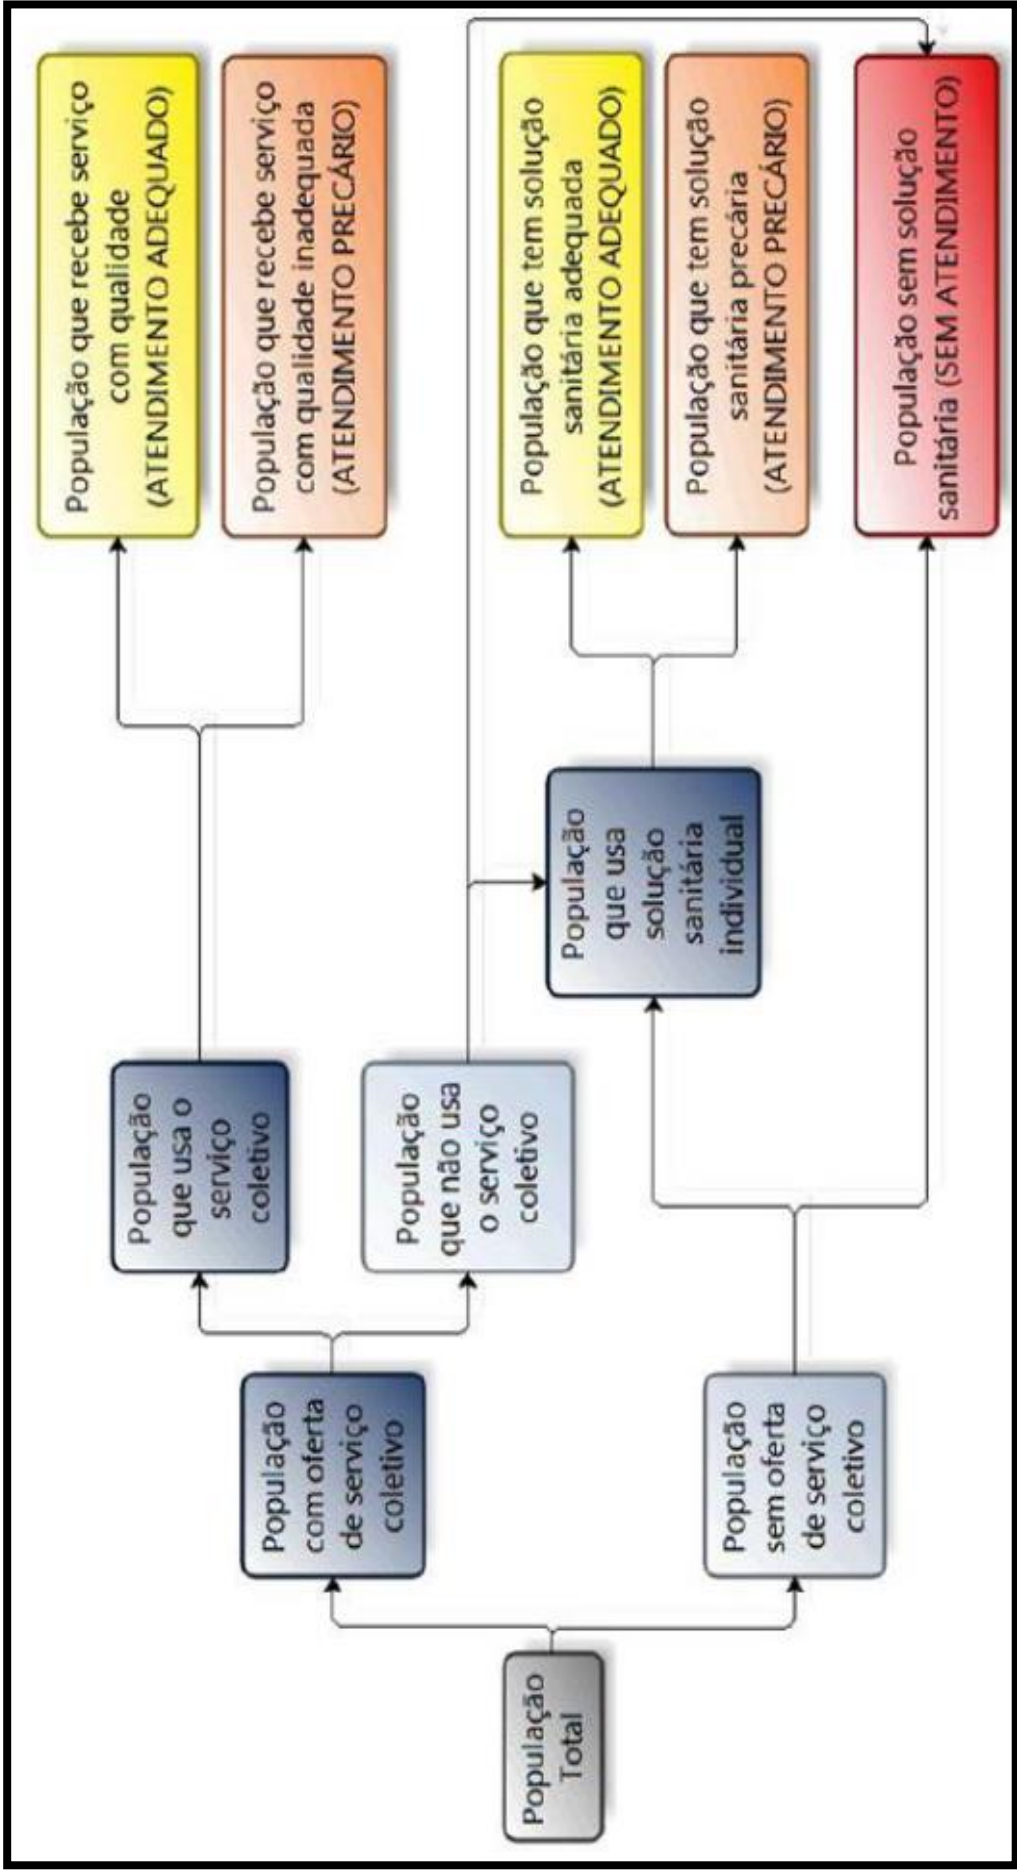 População
Total
População
com oferta
de serviço
coletivo
População
sem oferta
de serviço
coletivo
População
que usa o
serviço
coletivo
População
que não usa
o serviço
coletivo
População
que usa
solução
sanitária
individual
População que recebe serviço
com qualidade
(ATENDIMENTO ADEQUADO)
População que recebe serviço
com qualidade inadequada
(ATENDIMENTO PRECÁRIO)
População que tem solução
sanitária adequada
(ATENDIMENTO ADEQUADO)
População que tem solução
sanitária precária
(ATENDIMENTO PRECÁRIO)
População sem solução
sanitária (SEM ATENDIMENTO)